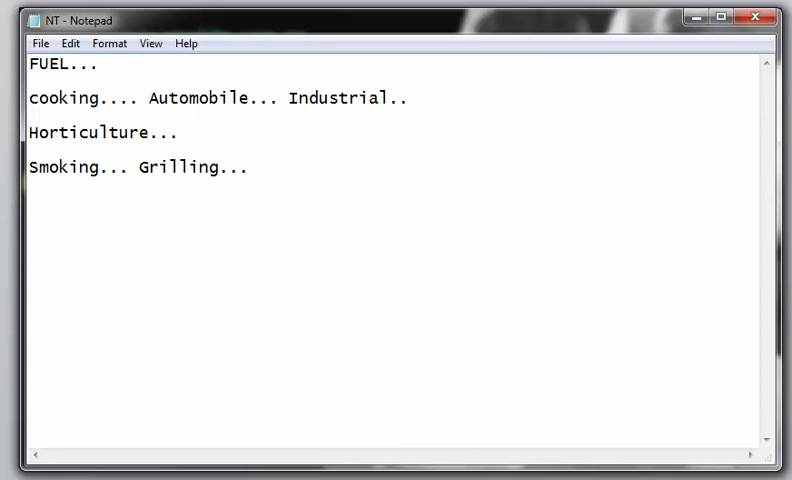 NT - Notepad
File Edit Format View Help
FUEL...
cooking.... Automobile... Industrial..
Horticulture...
Smoking... Grilling...